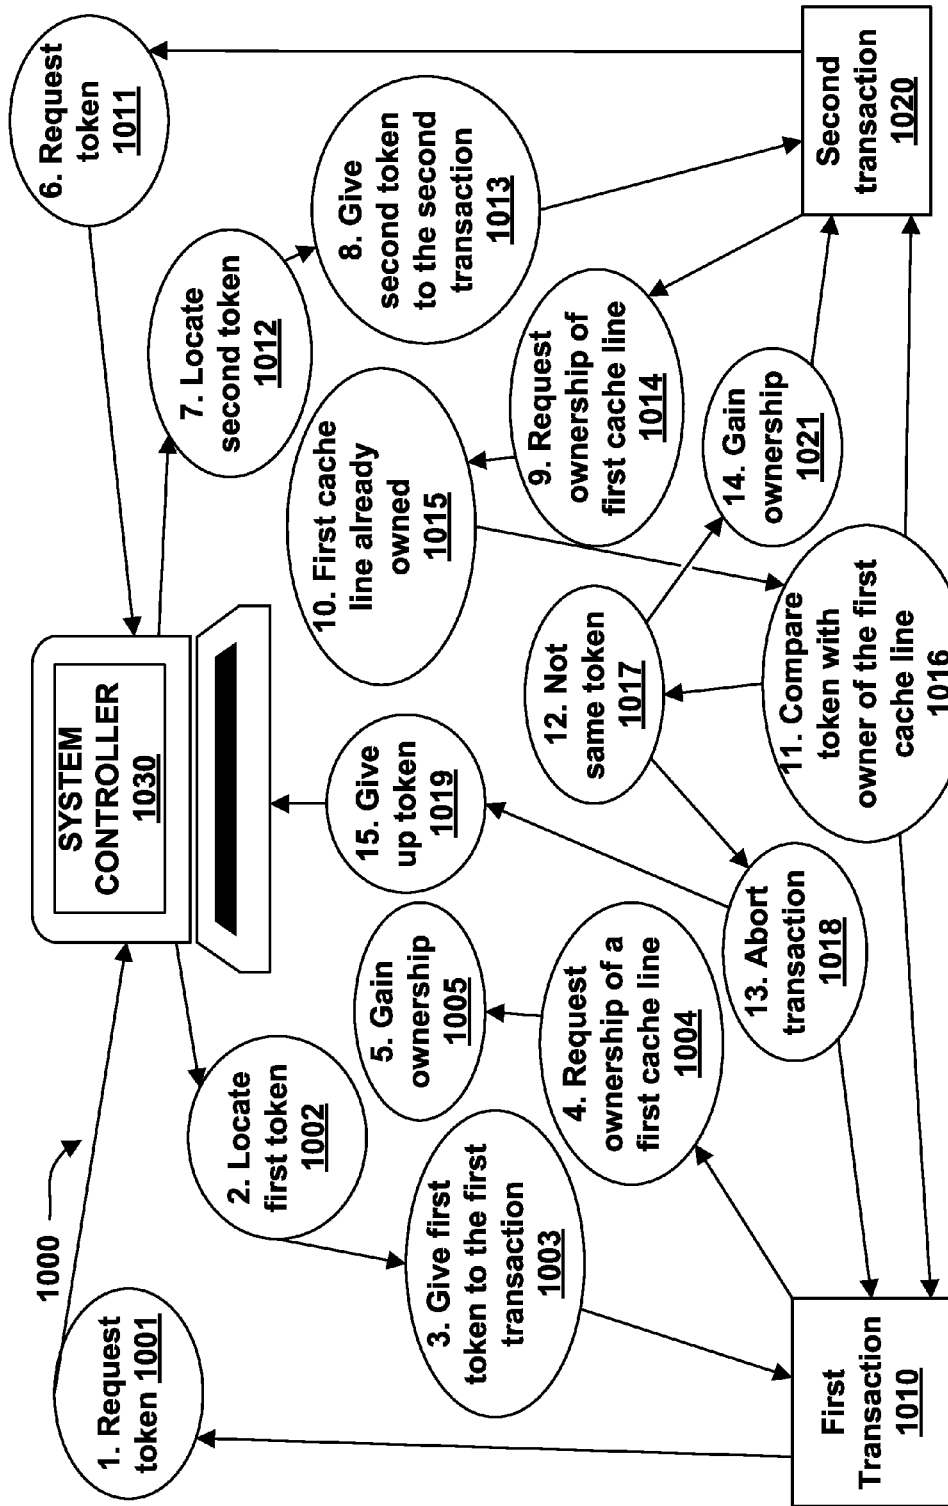 1000
1. Request
token 1001
2. Locate
first token
1002
3. Give first
token to the first
transaction
1003
First
Transaction
1010
4. Request
ownership of a
first cache line
1004
5. Gain
ownership
1005
SYSTEM
CONTROLLER
1030
6. Request
token
1011
7. Locate
second token
1012
8. Give
second token
to the second
transaction
1013
Second
transaction
1020
9. Request
ownership of
first cache line
1014
10. First cache
line already
owned
1015
11. Compare
token with
owner of the first
cache line
1016
12. Not
same token
1017
13. Abort
transaction
1018
14. Gain
ownership
1021
15. Give
up token
1019